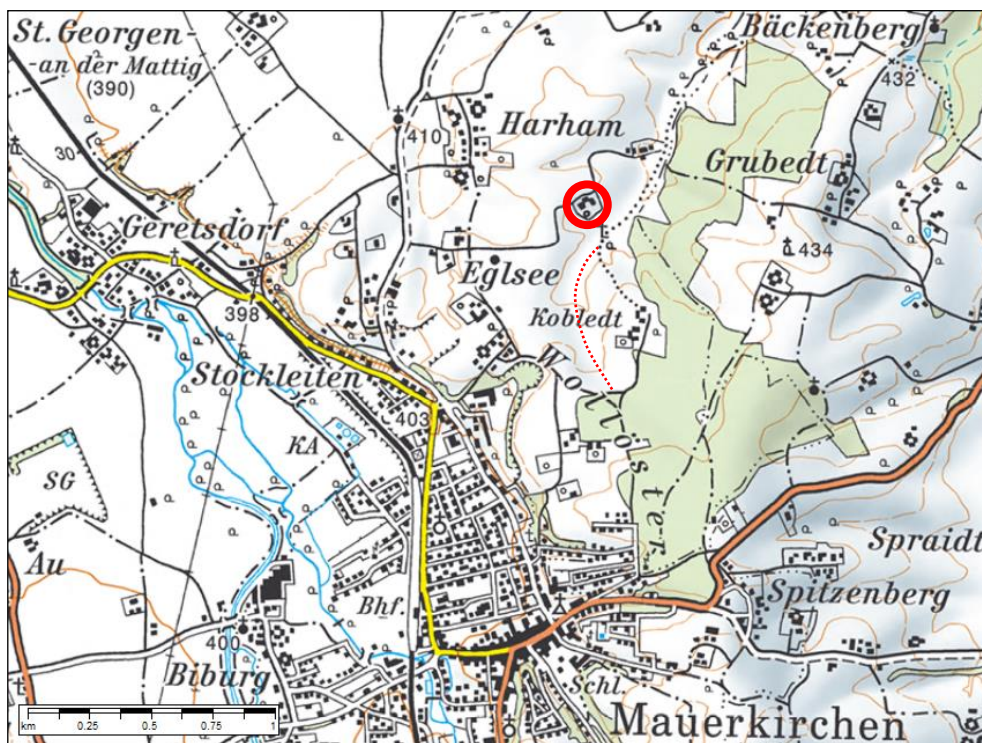 St. Georgen-
-an der Mattig
(390)
Bäckenberg
432
410
Harham
Grubedt
30
Geretsdorf
434
Eglsee
398
Kobledt
Stockleiten
403
KA
SG
Spraidt
Au
Bhf.
Spitzenberg
400
Biburg
Schl.
Mauerkirchen
km 0.25 0.5 0.75 1